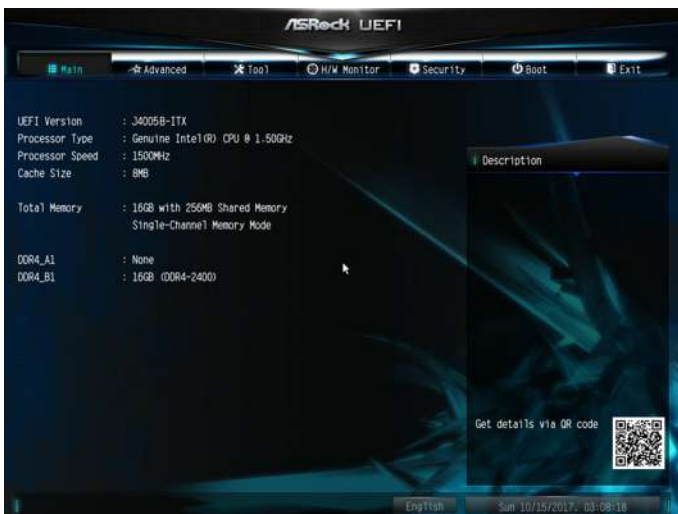 ASRock UEFI
Main Advanced Tool H/W Monitor Security Boot Exit
UEFI Version : J4005B-ITX
Processor Type : Genuine Intel(R) CPU @ 1.50GHz
Processor Speed : 1500MHz
Cache Size : 8MB
Total Memory : 16GB with 256MB Shared Memory
Single-Channel Memory Mode
DDR4_A1 : None
DDR4_B1 : 16GB (DDR4-2400)
Description
Get details via QR code
English Sun 10/15/2017. 03:08:16